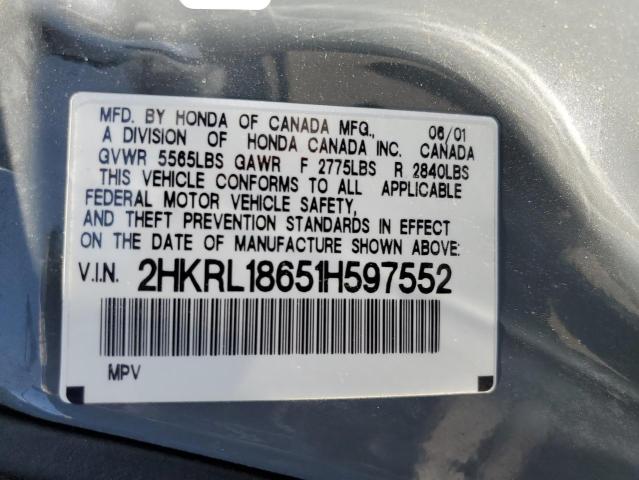 MFD. BY HONDA OF CANADA MFG., 06/01
A DIVISION OF HONDA CANADA INC. CANADA
GVWR 5565LBS GAWR F 2775LBS R 2840LBS
THIS VEHICLE CONFORMS TO ALL APPLICABLE
FEDERAL MOTOR VEHICLE SAFETY,
AND THEFT PREVENTION STANDARDS IN EFFECT
ON THE DATE OF MANUFACTURE SHOWN ABOVE:
V.I.N. 2HKRL18651H597552
MPV